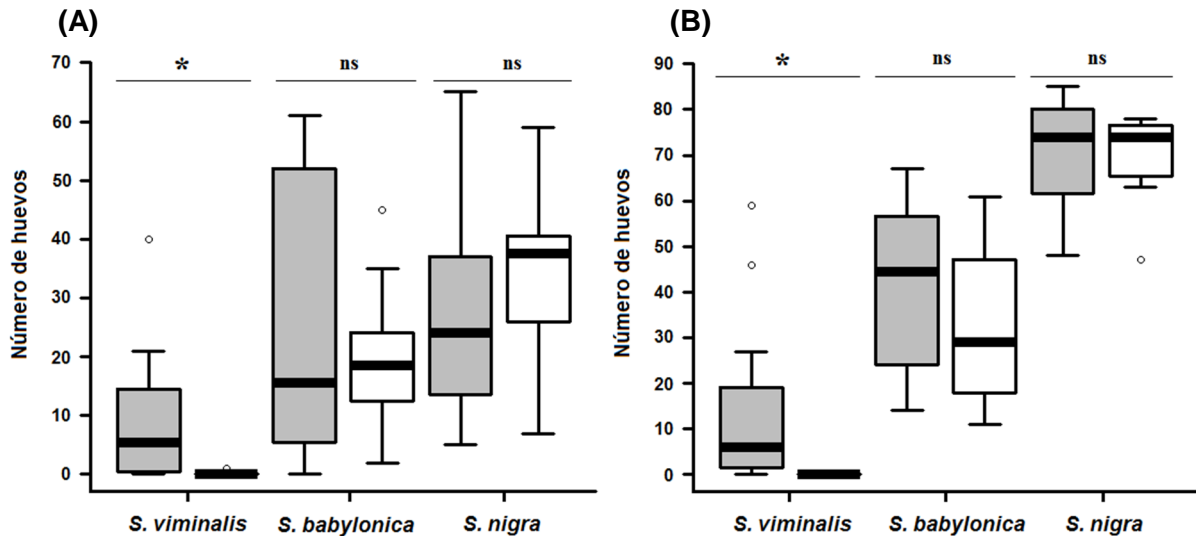 (A)
Número de huevos
70
60
50
40
30
20
10
0
*
ns
ns
S. viminalis
S. babylonica
S. nigra
(B)
Número de huevos
90
80
70
60
50
40
30
20
10
0
*
ns
ns
S. viminalis
S. babylonica
S. nigra